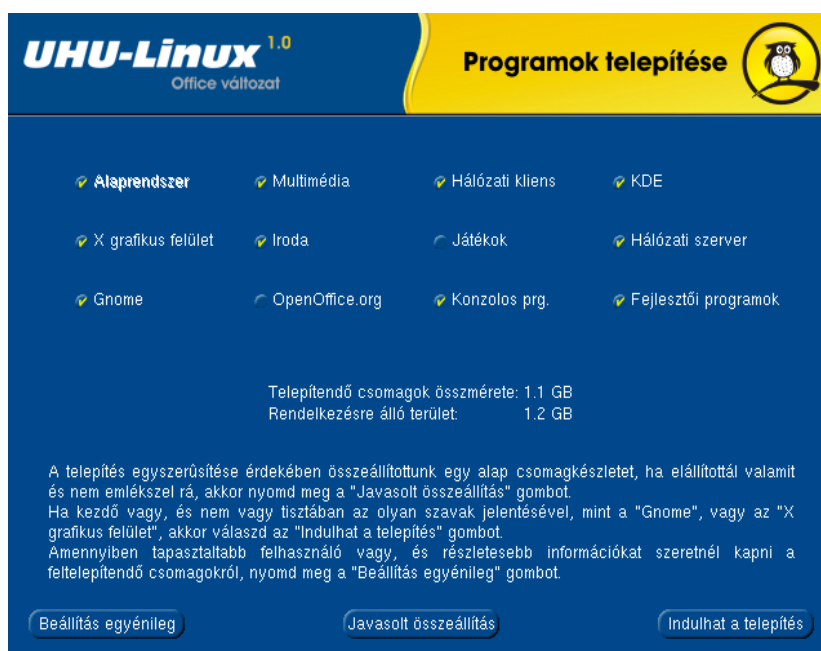 UHU-Linux 1.0
Office változat
Programok telepítése
Alaprendszer Multimédia Hálózati kliens KDE
X grafikus felület Iroda Játékok Hálózati szerver
Gnome OpenOffice.org Konzolos prg. Fejlesztői programok
Telepítendő csomagok összmérete: 1.1 GB
Rendelkezésre álló terület: 1.2 GB
A telepítés egyszerûsítése érdekében összeállítottunk egy alap csomagkészletet, ha elállítottál valamit
és nem emlékszel rá, akkor nyomd meg a "Javasolt összeállítás" gombot.
Ha kezdő vagy, és nem vagy tisztában az olyan szavak jelentésével, mint a "Gnome", vagy az "X
grafikus felület", akkor válaszd az "Indulhat a telepítés" gombot.
Amennyiben tapasztaltabb felhasználó vagy, és részletesebb információkat szeretnél kapni a
feltelepítendő csomagokról, nyomd meg a "Beállítás egyénileg" gombot.
Beállítás egyénileg Javasolt összeállítás Indulhat a telepítés